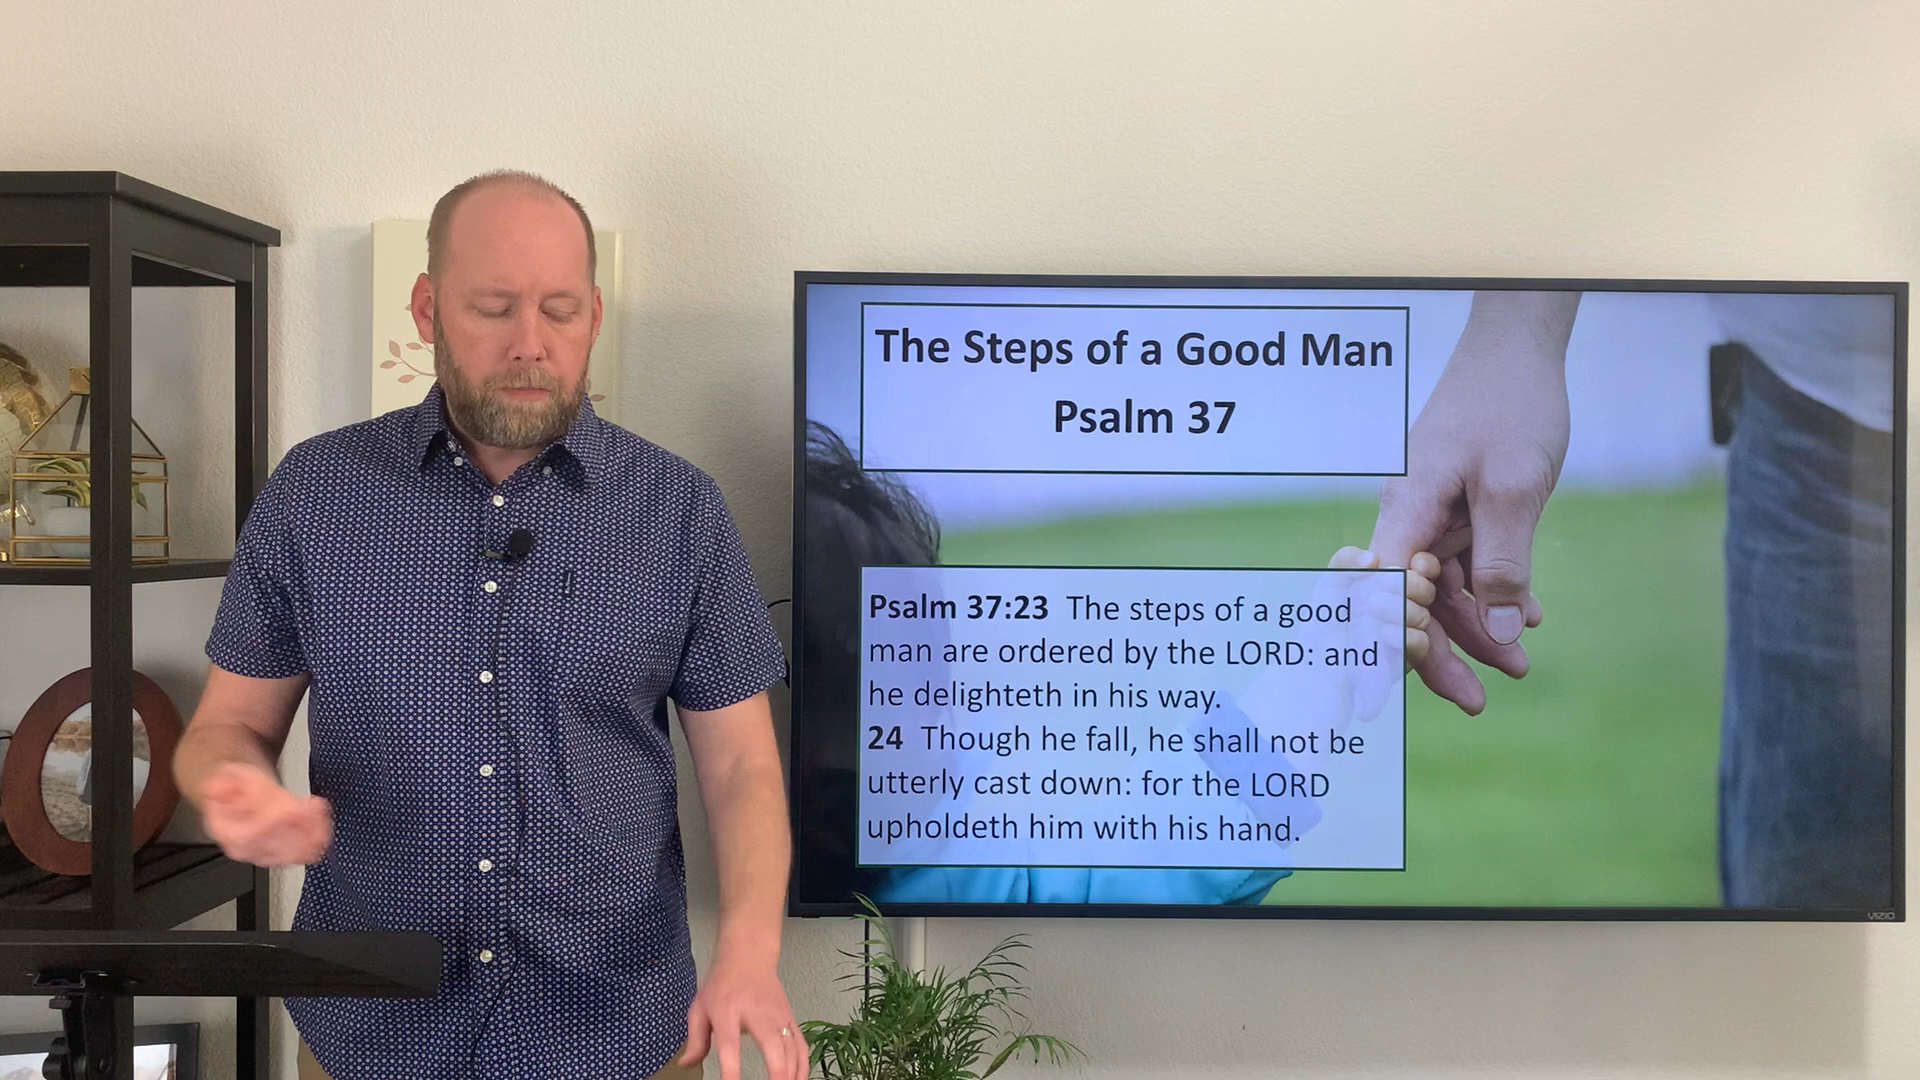 The Steps of a Good Man
Psalm 37
Psalm 37:23 The steps of a good
man are ordered by the LORD: and
he delighteth in his way.
24 Though he fall, he shall not be
utterly cast down: for the LORD
upholdeth him with his hand.
VIZIO